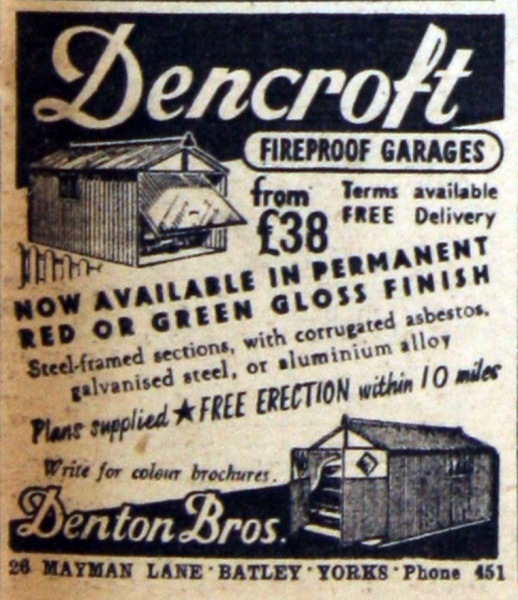 Dencroft
FIREPROOF GARAGES
from
£38
Terms available
FREE Delivery
NOW AVAILABLE IN PERMANENT
RED OR GREEN GLOSS FINISH
Steel-framed sections, with corrugated asbestos,
galvanised steel, or aluminium alloy
Plans supplied ★ FREE ERECTION within 10 miles
Write for colour brochures.
Denton Bros.
26 MAYMAN LANE · BATLEY · YORKS · Phone 451